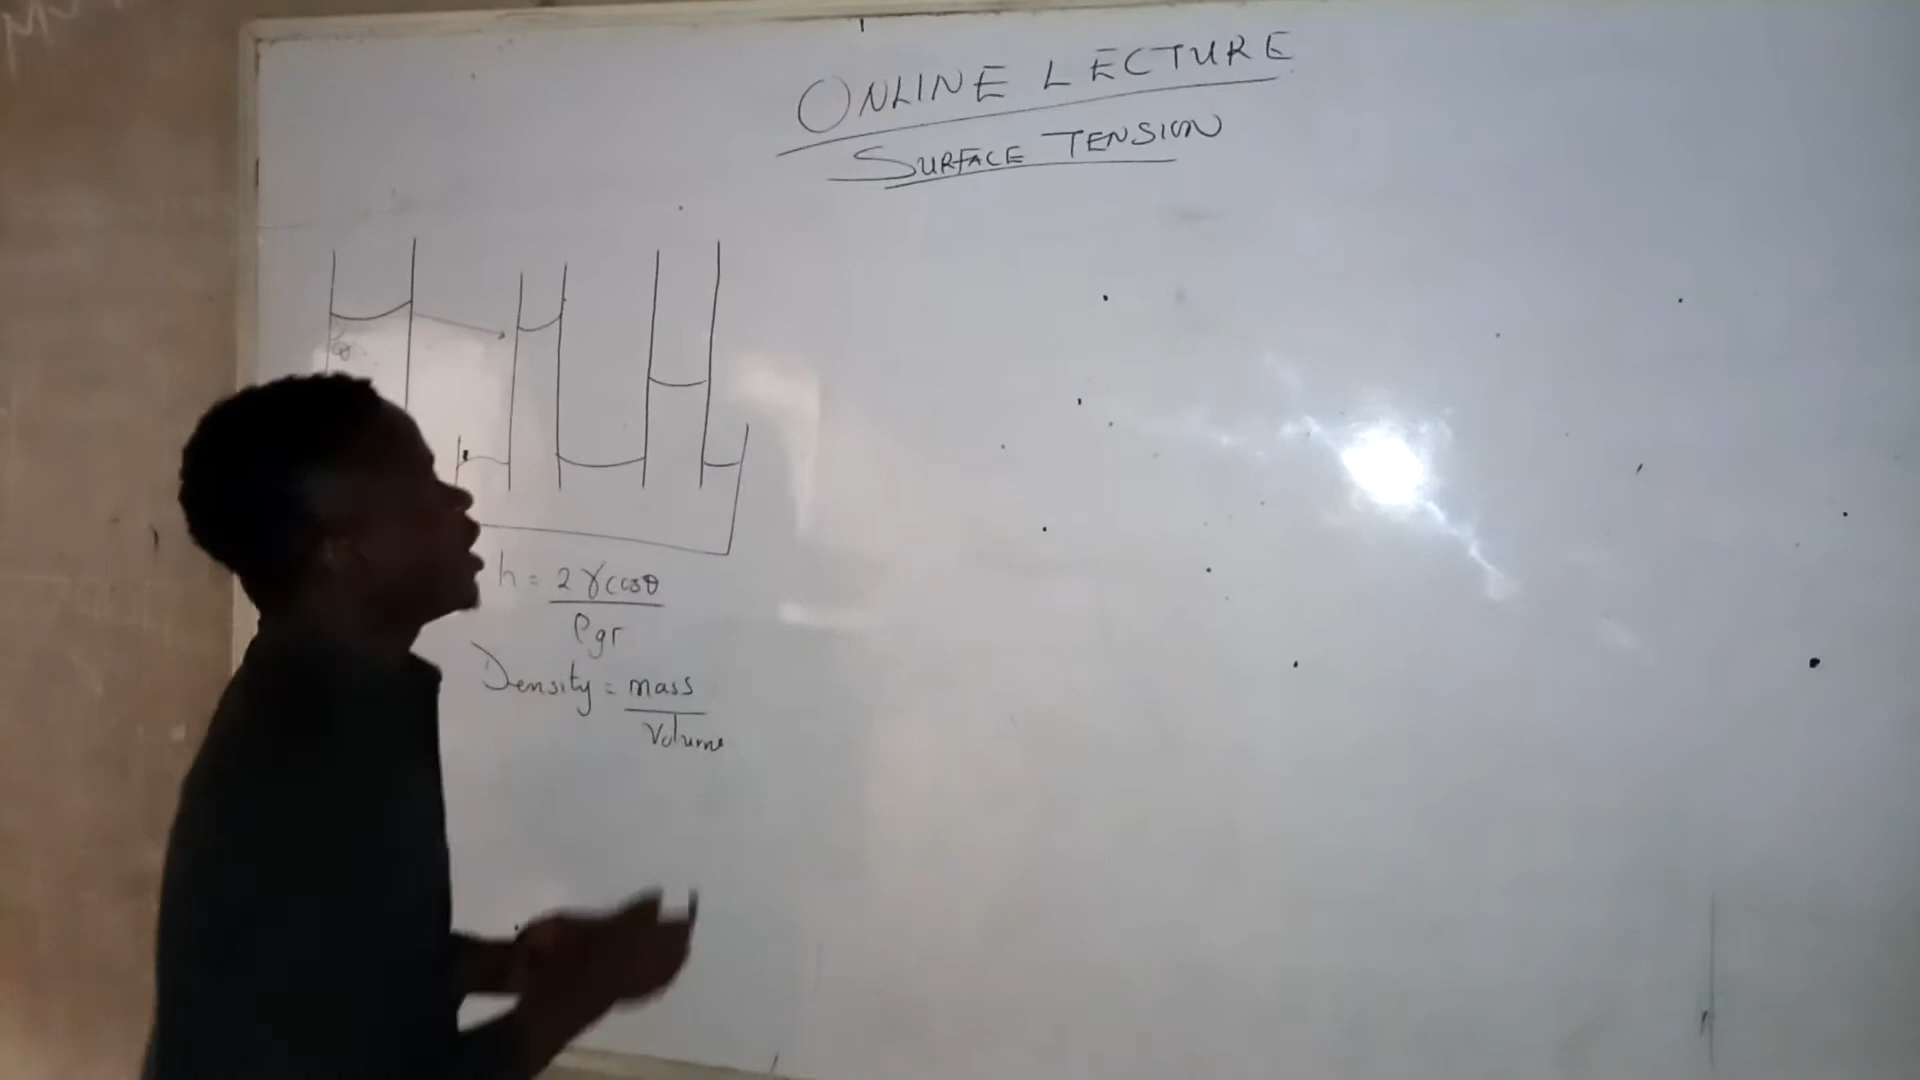 ONLINE LECTURE
SURFACE TENSION
θ
h = 2γcosθ
ρgr
Density = mass
Volume